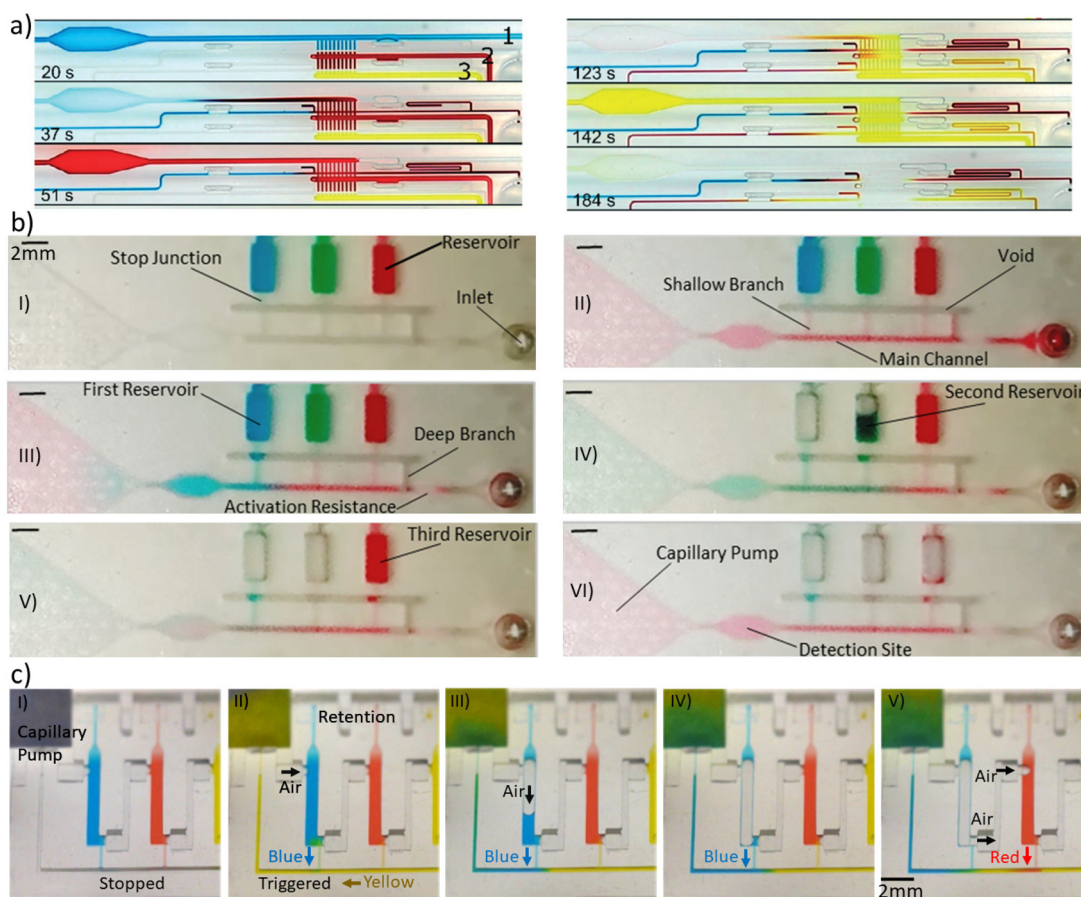 a)
1
2
3
20 s
37 s
51 s
123 s
142 s
184 s
b)
2mm
I)
Stop Junction
Reservoir
Inlet
II)
Shallow Branch
Void
Main Channel
III)
First Reservoir
Deep Branch
Activation Resistance
IV)
Second Reservoir
V)
Third Reservoir
VI)
Capillary Pump
Detection Site
c)
I)
Capillary
Pump
Stopped
II)
Retention
Air
Blue
Triggered
Yellow
III)
Air
Blue
IV)
Blue
V)
Air
Air
Red
2mm